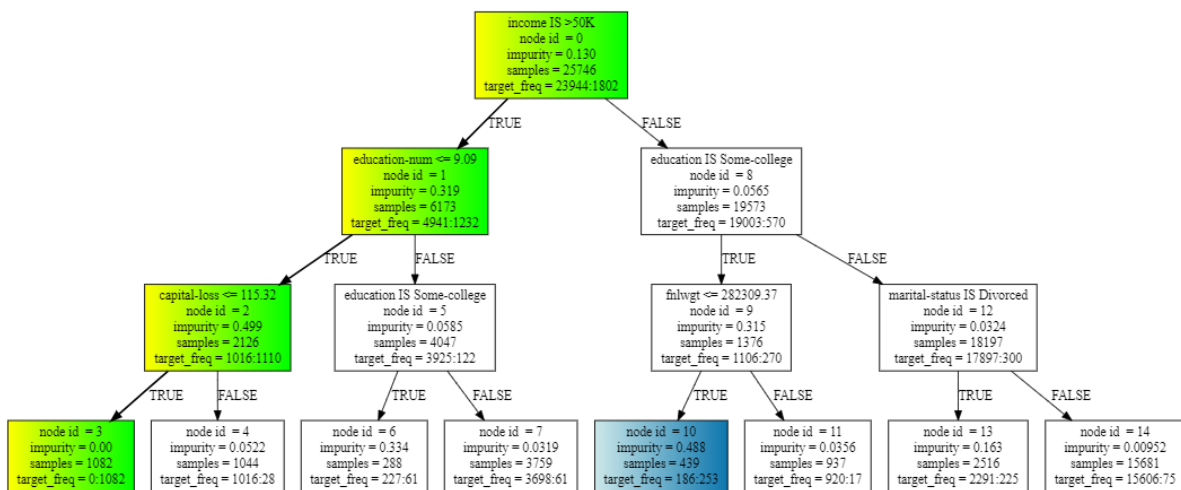 income IS >50K
node id = 0
impurity = 0.130
samples = 25746
target_freq = 23944:1802
TRUE
FALSE
education-num <= 9.09
node id = 1
impurity = 0.319
samples = 6173
target_freq = 4941:1232
education IS Some-college
node id = 8
impurity = 0.0565
samples = 19573
target_freq = 19003:570
TRUE
FALSE
TRUE
FALSE
capital-loss <= 115.32
node id = 2
impurity = 0.499
samples = 2126
target_freq = 1016:1110
education IS Some-college
node id = 5
impurity = 0.0585
samples = 4047
target_freq = 3925:122
fnlwgt <= 282309.37
node id = 9
impurity = 0.315
samples = 1376
target_freq = 1106:270
marital-status IS Divorced
node id = 12
impurity = 0.0324
samples = 18197
target_freq = 17897:300
TRUE
FALSE
TRUE
FALSE
TRUE
FALSE
TRUE
FALSE
node id = 3
impurity = 0.00
samples = 1082
target_freq = 0:1082
node id = 4
impurity = 0.0522
samples = 1044
target_freq = 1016:28
node id = 6
impurity = 0.334
samples = 288
target_freq = 227:61
node id = 7
impurity = 0.0319
samples = 3759
target_freq = 3698:61
node id = 10
impurity = 0.488
samples = 439
target_freq = 186:253
node id = 11
impurity = 0.0356
samples = 937
target_freq = 920:17
node id = 13
impurity = 0.163
samples = 2516
target_freq = 2291:225
node id = 14
impurity = 0.00952
samples = 15681
target_freq = 15606:75